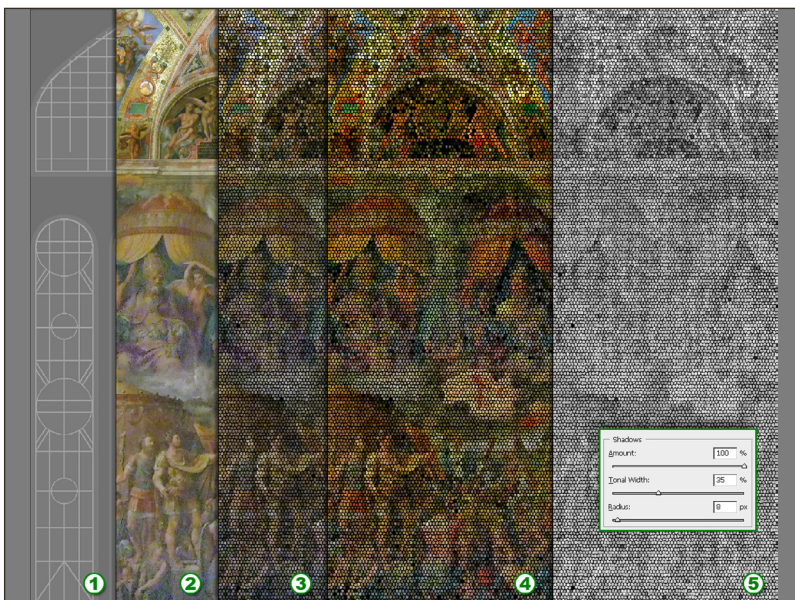 Shadows
Amount: 100 %
Tonal Width: 35 %
Radius: 8 px
1 2 3 4 5